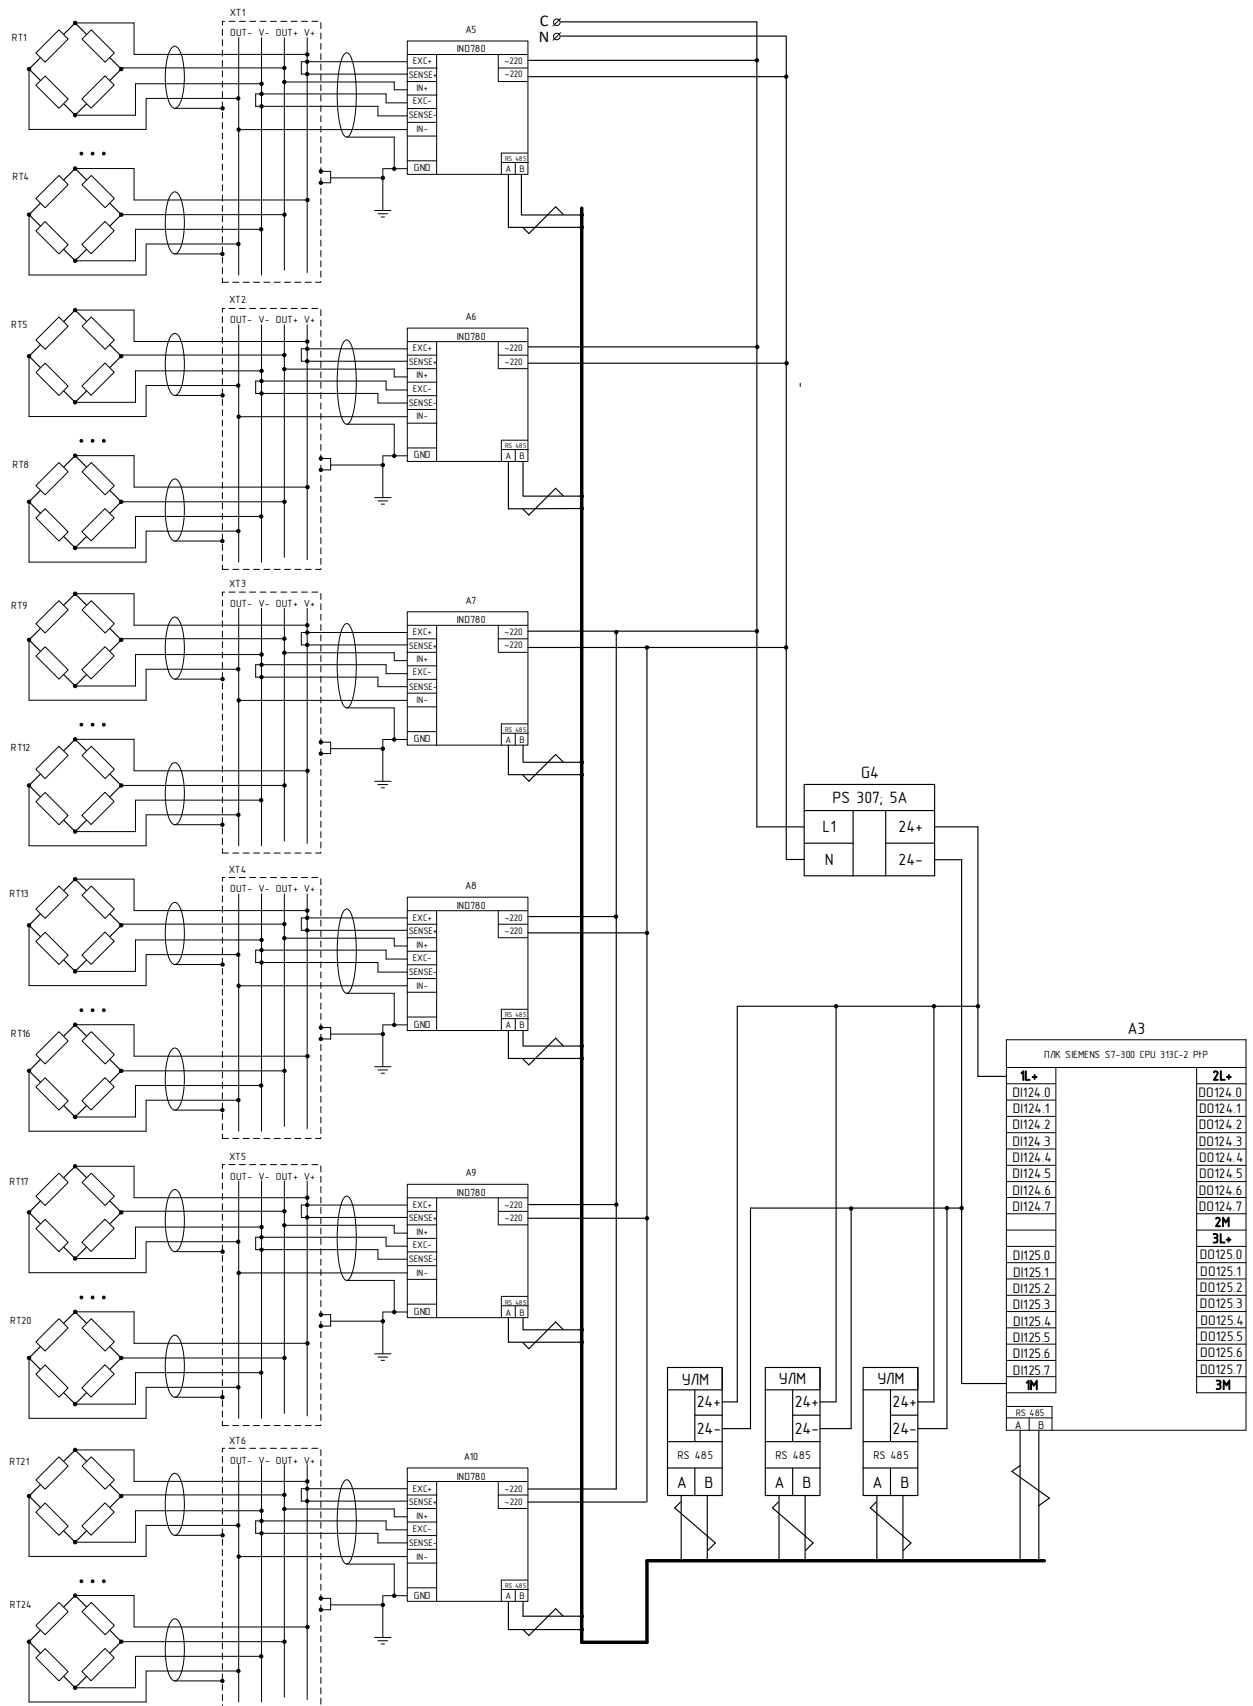 XT1
OUT- V- OUT+ V+
RT1
RT4
A5
IND780
EXC+
SENSE+
IN+
EXC-
SENSE-
IN-
GND
~220
~220
RS 485
A B
C
N
XT2
OUT- V- OUT+ V+
RT5
RT8
A6
IND780
EXC+
SENSE+
IN+
EXC-
SENSE-
IN-
GND
~220
~220
RS 485
A B
XT3
OUT- V- OUT+ V+
RT9
RT12
A7
IND780
EXC+
SENSE+
IN+
EXC-
SENSE-
IN-
GND
~220
~220
RS 485
A B
XT4
OUT- V- OUT+ V+
RT13
RT16
A8
IND780
EXC+
SENSE+
IN+
EXC-
SENSE-
IN-
GND
~220
~220
RS 485
A B
XT5
OUT- V- OUT+ V+
RT17
RT20
A9
IND780
EXC+
SENSE+
IN+
EXC-
SENSE-
IN-
GND
~220
~220
RS 485
A B
XT6
OUT- V- OUT+ V+
RT21
RT24
A10
IND780
EXC+
SENSE+
IN+
EXC-
SENSE-
IN-
GND
~220
~220
RS 485
A B
G4
PS 307; 5A
L1 24+
N 24-
УЛМ
24+
24-
RS 485
A B
УЛМ
24+
24-
RS 485
A B
УЛМ
24+
24-
RS 485
A B
A3
ПЛК SIEMENS S7-300 CPU 313C-2 PtP
1L+ 2L+
DI124.0 DO124.0
DI124.1 DO124.1
DI124.2 DO124.2
DI124.3 DO124.3
DI124.4 DO124.4
DI124.5 DO124.5
DI124.6 DO124.6
DI124.7 DO124.7
2M
3L+
DI125.0 DO125.0
DI125.1 DO125.1
DI125.2 DO125.2
DI125.3 DO125.3
DI125.4 DO125.4
DI125.5 DO125.5
DI125.6 DO125.6
DI125.7 DO125.7
1M 3M
RS 485
A B